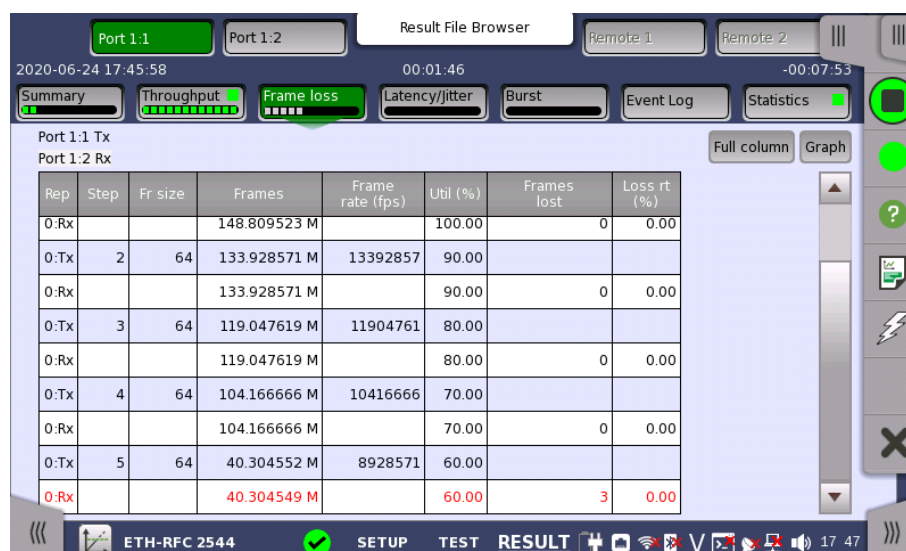 Result File Browser
Port 1:1 Port 1:2 Remote 1 Remote 2
2020-06-24 17:45:58 00:01:46 -00:07:53
Summary Throughput Frame loss Latency/Jitter Burst Event Log Statistics
Port 1:1 Tx
Port 1:2 Rx
Full column Graph
Rep Step Fr size Frames Frame rate (fps) Util (%) Frames lost Loss rt (%)
0:Rx 148.809523 M 100.00 0 0.00
0:Tx 2 64 133.928571 M 13392857 90.00
0:Rx 133.928571 M 90.00 0 0.00
0:Tx 3 64 119.047619 M 11904761 80.00
0:Rx 119.047619 M 80.00 0 0.00
0:Tx 4 64 104.166666 M 10416666 70.00
0:Rx 104.166666 M 70.00 0 0.00
0:Tx 5 64 40.304552 M 8928571 60.00
0:Rx 40.304549 M 60.00 3 0.00
ETH-RFC 2544 SETUP TEST RESULT 17 47